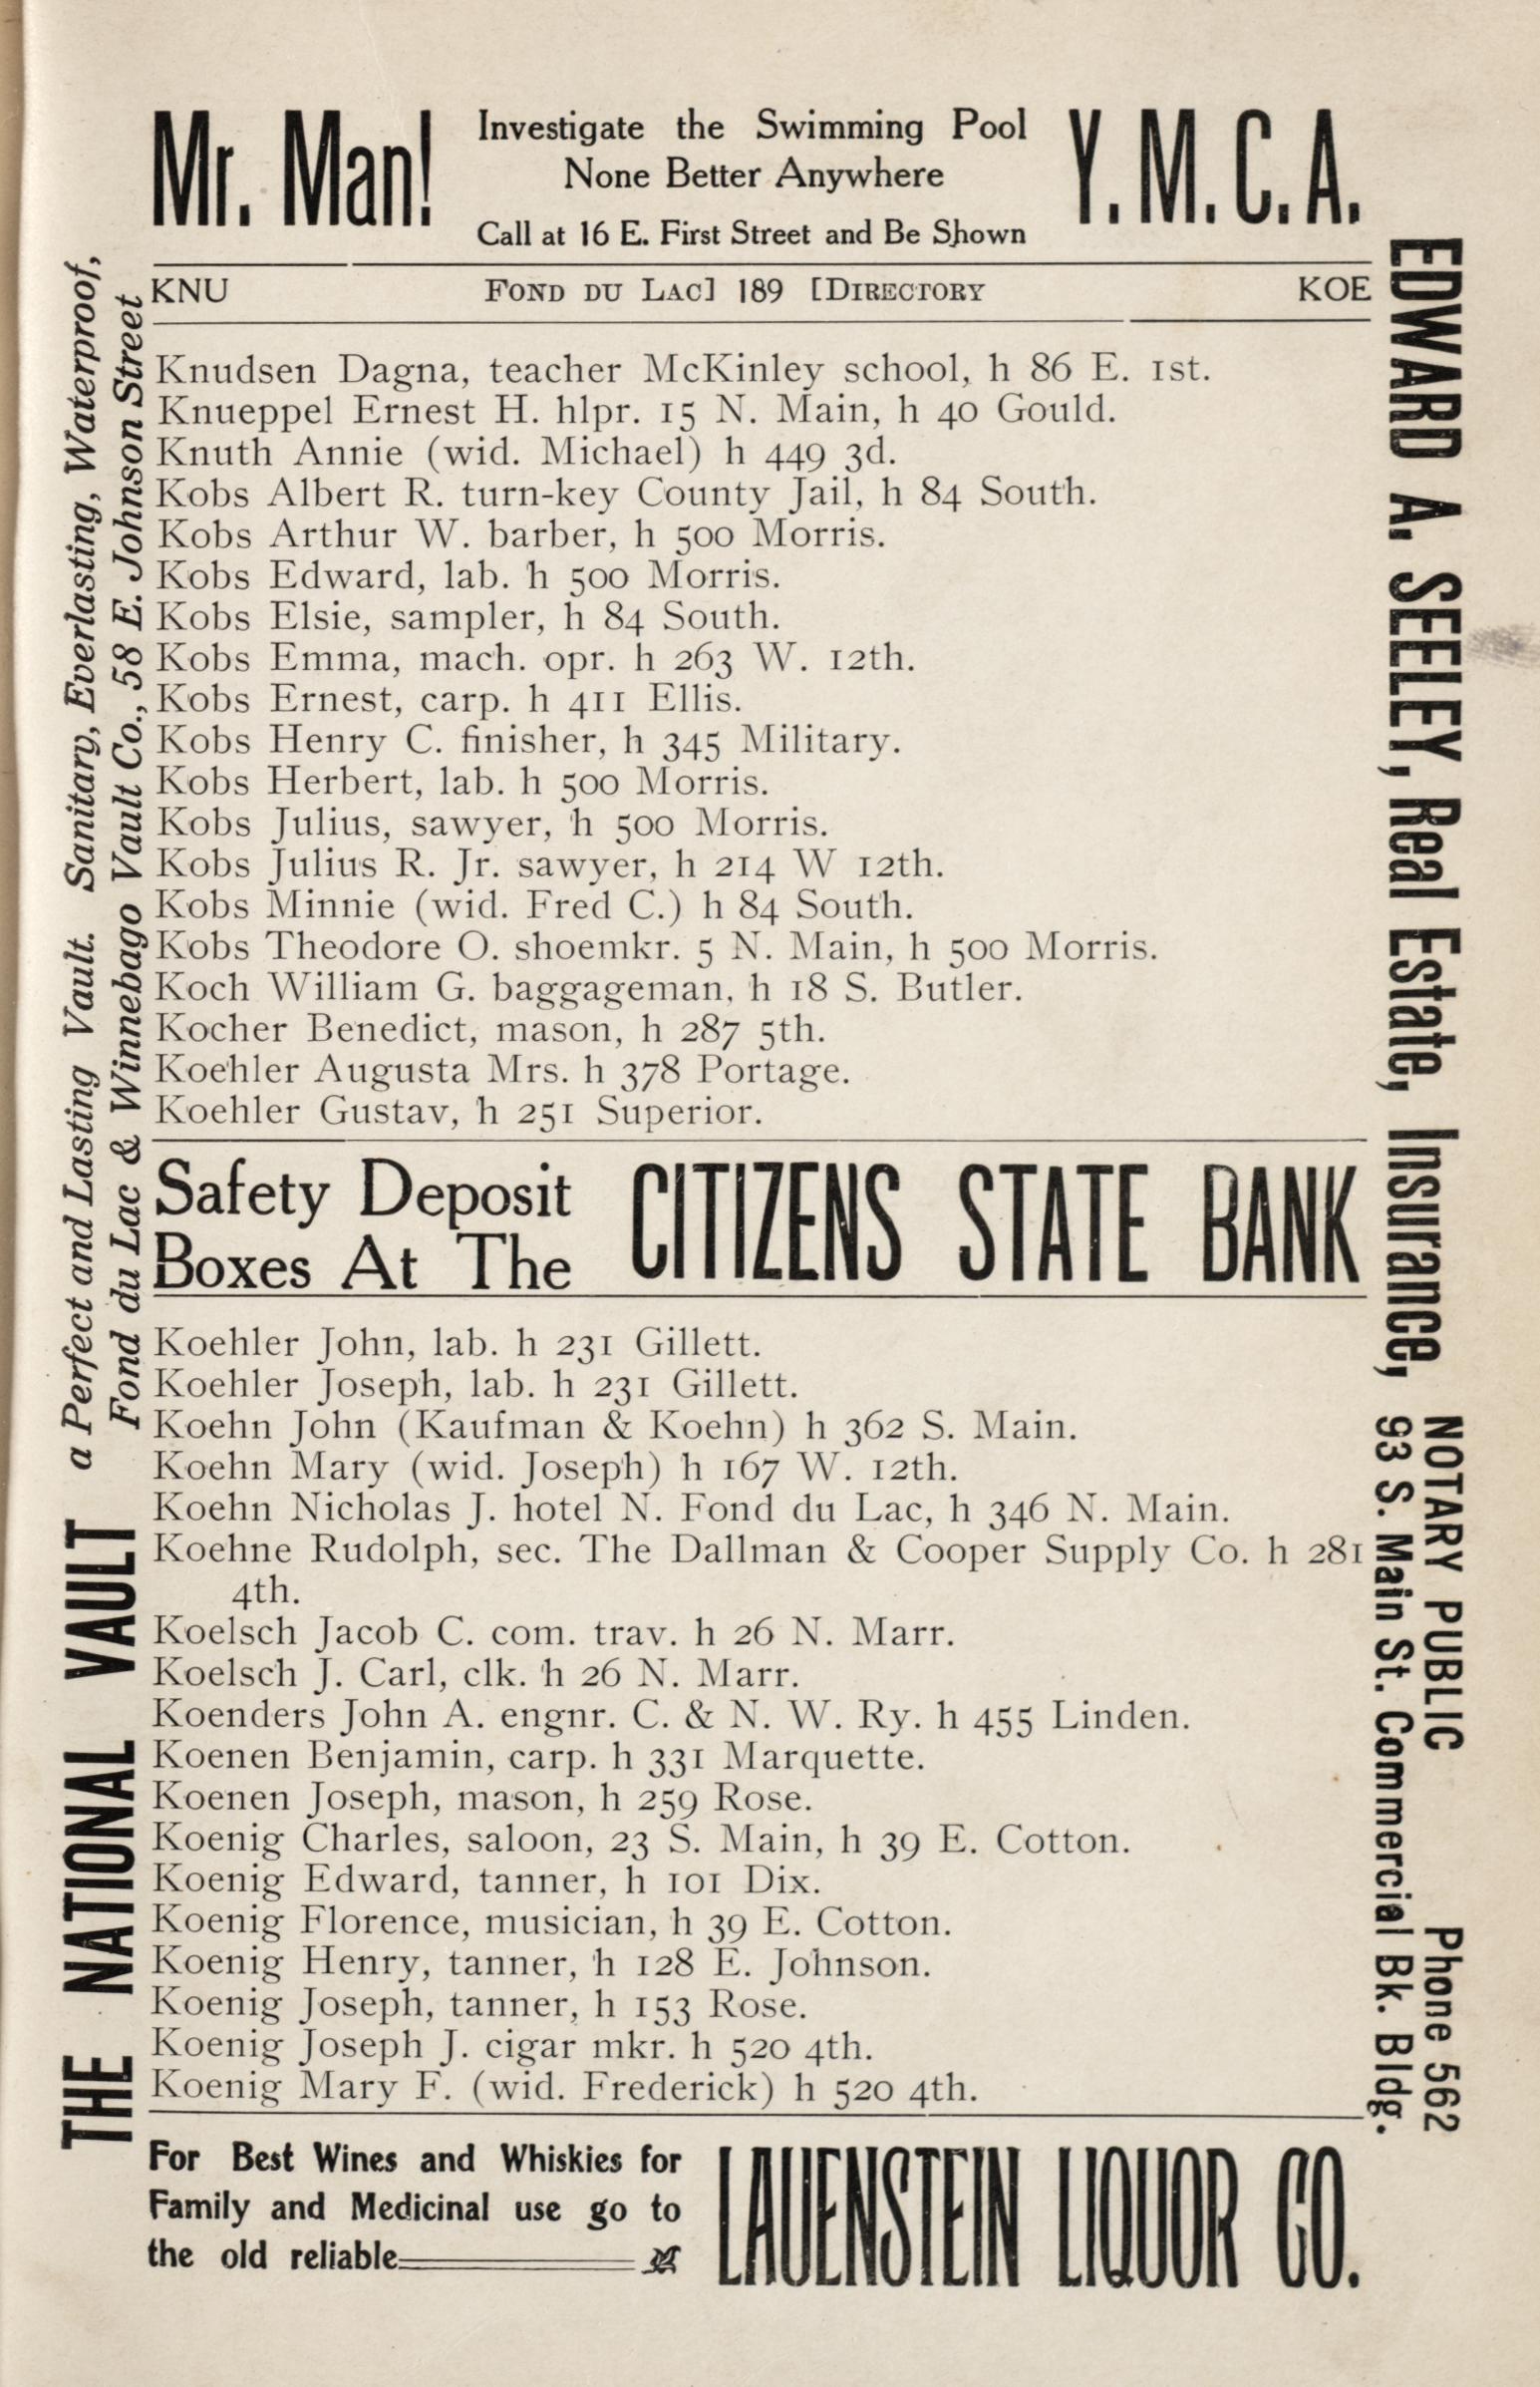 Mr. Man!
Investigate the Swimming Pool
None Better Anywhere
Call at 16 E. First Street and Be Shown
Y. M. C. A.
KNU FOND DU LAC] 189 [DIRECTORY KOE
Knudsen Dagna, teacher McKinley school, h 86 E. 1st.
Knueppel Ernest H. hlpr. 15 N. Main, h 40 Gould.
Knuth Annie (wid. Michael) h 449 3d.
Kobs Albert R. turn-key County Jail, h 84 South.
Kobs Arthur W. barber, h 500 Morris.
Kobs Edward, lab. h 500 Morris.
Kobs Elsie, sampler, h 84 South.
Kobs Emma, mach. opr. h 263 W. 12th.
Kobs Ernest, carp. h 411 Ellis.
Kobs Henry C. finisher, h 345 Military.
Kobs Herbert, lab. h 500 Morris.
Kobs Julius, sawyer, h 500 Morris.
Kobs Julius R. Jr. sawyer, h 214 W 12th.
Kobs Minnie (wid. Fred C.) h 84 South.
Kobs Theodore O. shoemkr. 5 N. Main, h 500 Morris.
Koch William G. baggageman, h 18 S. Butler.
Kocher Benedict, mason, h 287 5th.
Koehler Augusta Mrs. h 378 Portage.
Koehler Gustav, h 251 Superior.
Safety Deposit
Boxes At The
CITIZENS STATE BANK
Koehler John, lab. h 231 Gillett.
Koehler Joseph, lab. h 231 Gillett.
Koehn John (Kaufman & Koehn) h 362 S. Main.
Koehn Mary (wid. Joseph) h 167 W. 12th.
Koehn Nicholas J. hotel N. Fond du Lac, h 346 N. Main.
Koehne Rudolph, sec. The Dallman & Cooper Supply Co. h 281
4th.
Koelsch Jacob C. com. trav. h 26 N. Marr.
Koelsch J. Carl, clk. h 26 N. Marr.
Koenders John A. engnr. C. & N. W. Ry. h 455 Linden.
Koenen Benjamin, carp. h 331 Marquette.
Koenen Joseph, mason, h 259 Rose.
Koenig Charles, saloon, 23 S. Main, h 39 E. Cotton.
Koenig Edward, tanner, h 101 Dix.
Koenig Florence, musician, h 39 E. Cotton.
Koenig Henry, tanner, h 128 E. Johnson.
Koenig Joseph, tanner, h 153 Rose.
Koenig Joseph J. cigar mkr. h 520 4th.
Koenig Mary F. (wid. Frederick) h 520 4th.
For Best Wines and Whiskies for
Family and Medicinal use go to
the old reliable
LAUENSTEIN LIQUOR CO.
THE NATIONAL VAULT
a Perfect and Lasting Vault. Sanitary, Everlasting, Waterproof,
Fond du Lac & Winnebago Vault Co., 58 E. Johnson Street
EDWARD A. SEELEY, Real Estate, Insurance,
NOTARY PUBLIC Phone 562
93 S. Main St. Commercial Bk. Bldg.